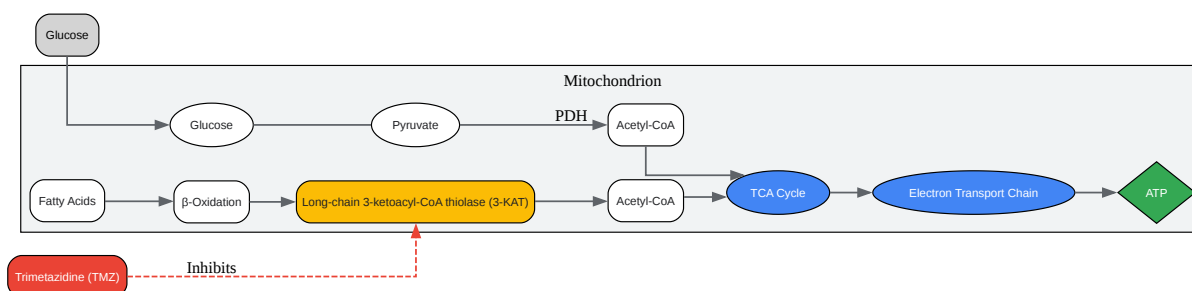 Glucose
Mitochondrion
Glucose
Pyruvate
PDH
Acetyl-CoA
Fatty Acids
β-Oxidation
Long-chain 3-ketoacyl-CoA thiolase (3-KAT)
Acetyl-CoA
TCA Cycle
Electron Transport Chain
ATP
Trimetazidine (TMZ)
Inhibits